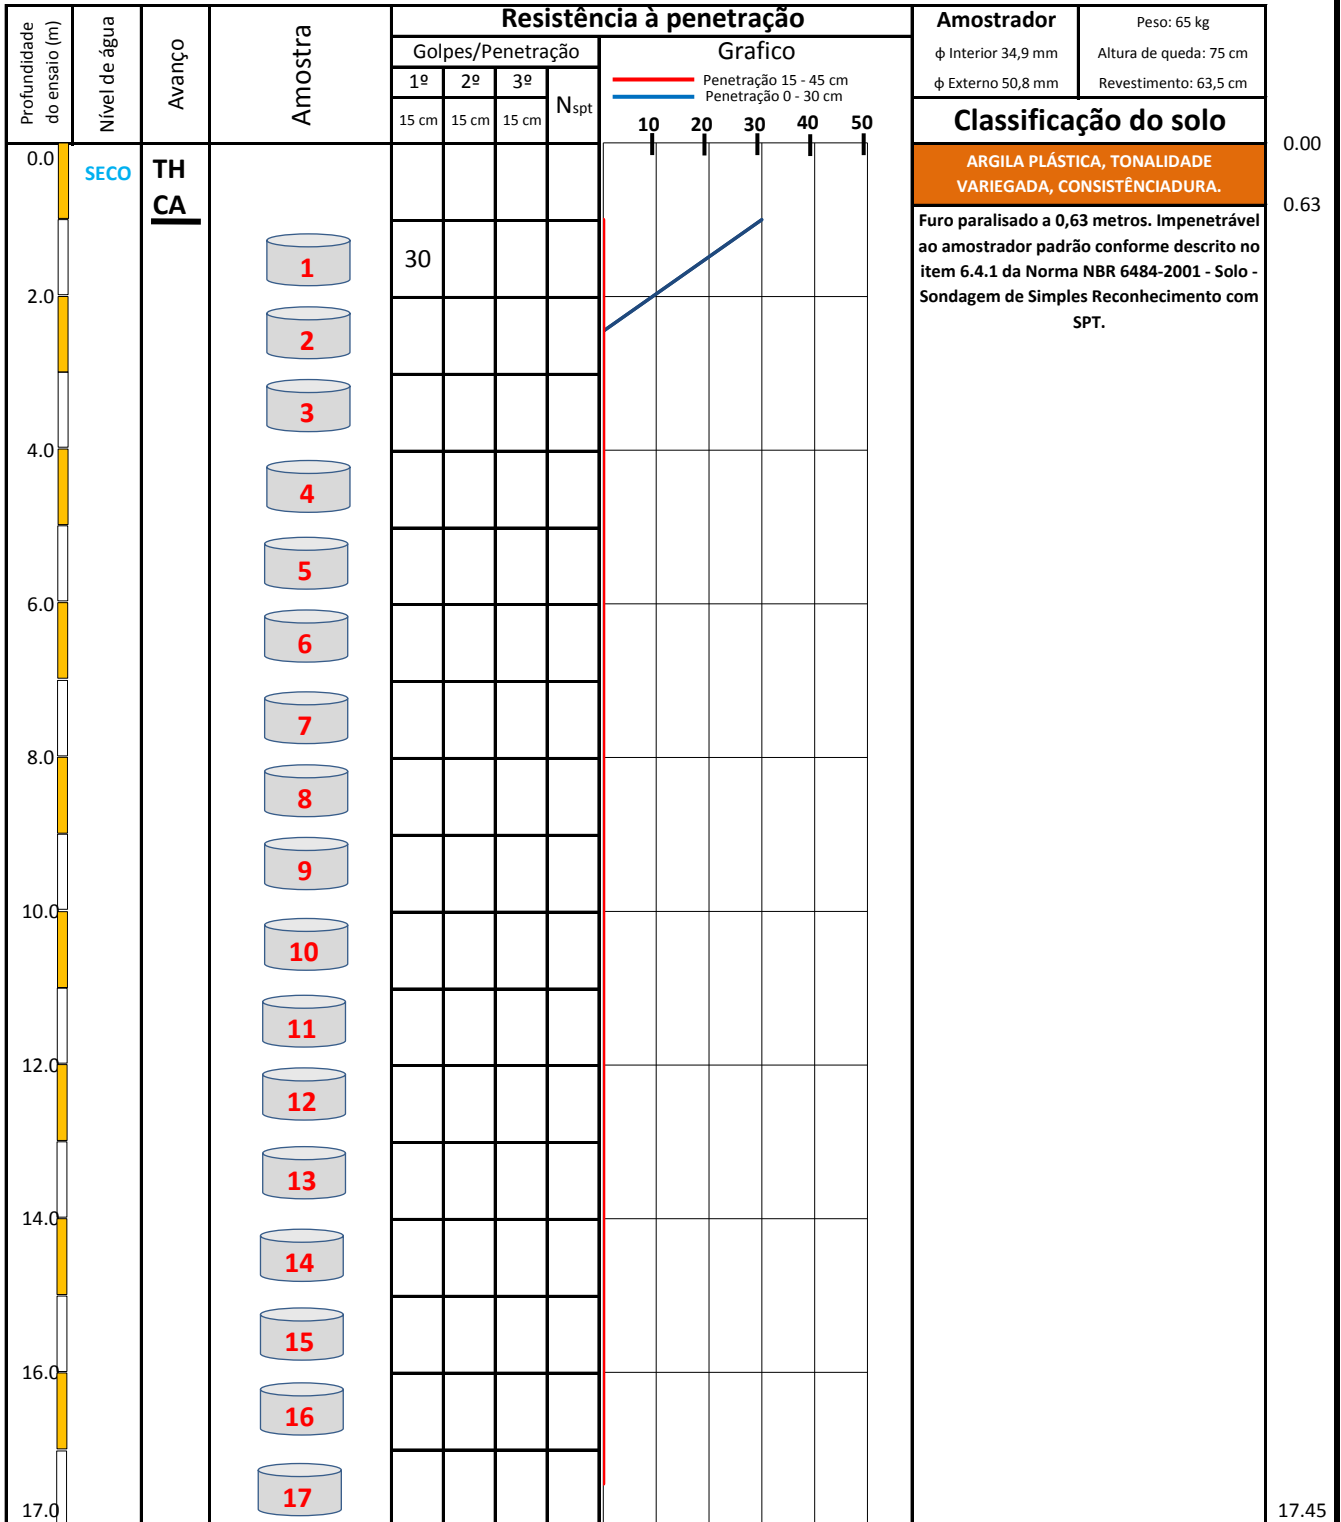 Profundidade
do ensaio (m)
Nível de água
Avanço
Amostra
Resistência à penetração
Golpes/Penetração
1º 2º 3º
15 cm 15 cm 15 cm
Nspt
Grafico
Penetração 15 - 45 cm
Penetração 0 - 30 cm
10 20 30 40 50
Amostrador
ϕ Interior 34,9 mm
ϕ Externo 50,8 mm
Peso: 65 kg
Altura de queda: 75 cm
Revestimento: 63,5 cm
Classificação do solo
0.00
0.0
SECO
TH
CA
ARGILA PLÁSTICA, TONALIDADE
VARIEGADA, CONSISTÊNCIADURA.
0.63
Furo paralisado a 0,63 metros. Impenetrável
ao amostrador padrão conforme descrito no
item 6.4.1 da Norma NBR 6484-2001 - Solo -
Sondagem de Simples Reconhecimento com
SPT.
1
30
2.0
2
3
4.0
4
5
6.0
6
7
8.0
8
9
10.0
10
11
12.0
12
13
14.0
14
15
16.0
16
17
17.0
17.45